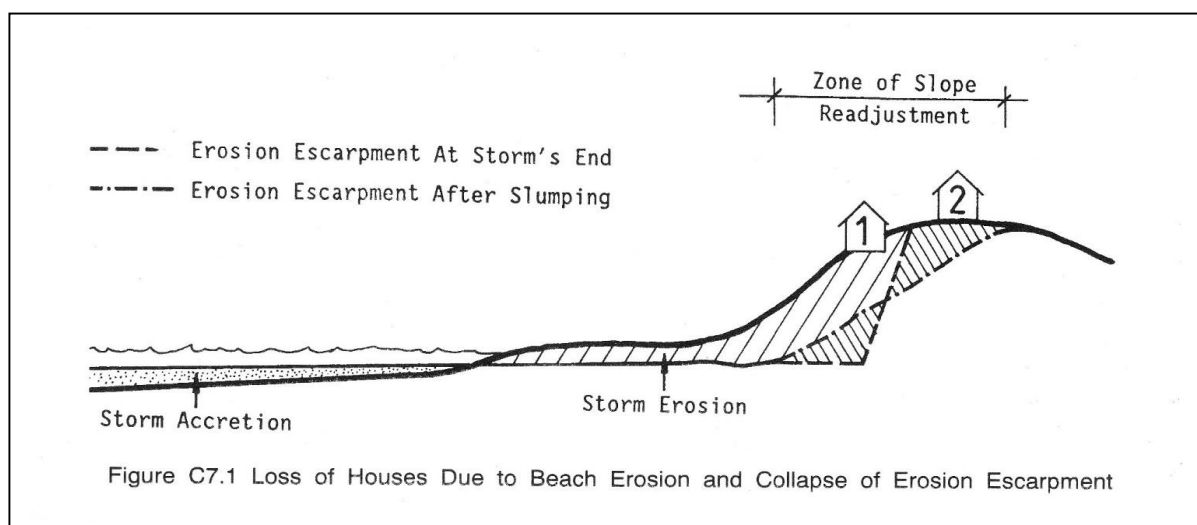 Zone of Slope
Readjustment
Erosion Escarpment At Storm's End
Erosion Escarpment After Slumping
1
2
Storm Accretion
Storm Erosion
Figure C7.1 Loss of Houses Due to Beach Erosion and Collapse of Erosion Escarpment